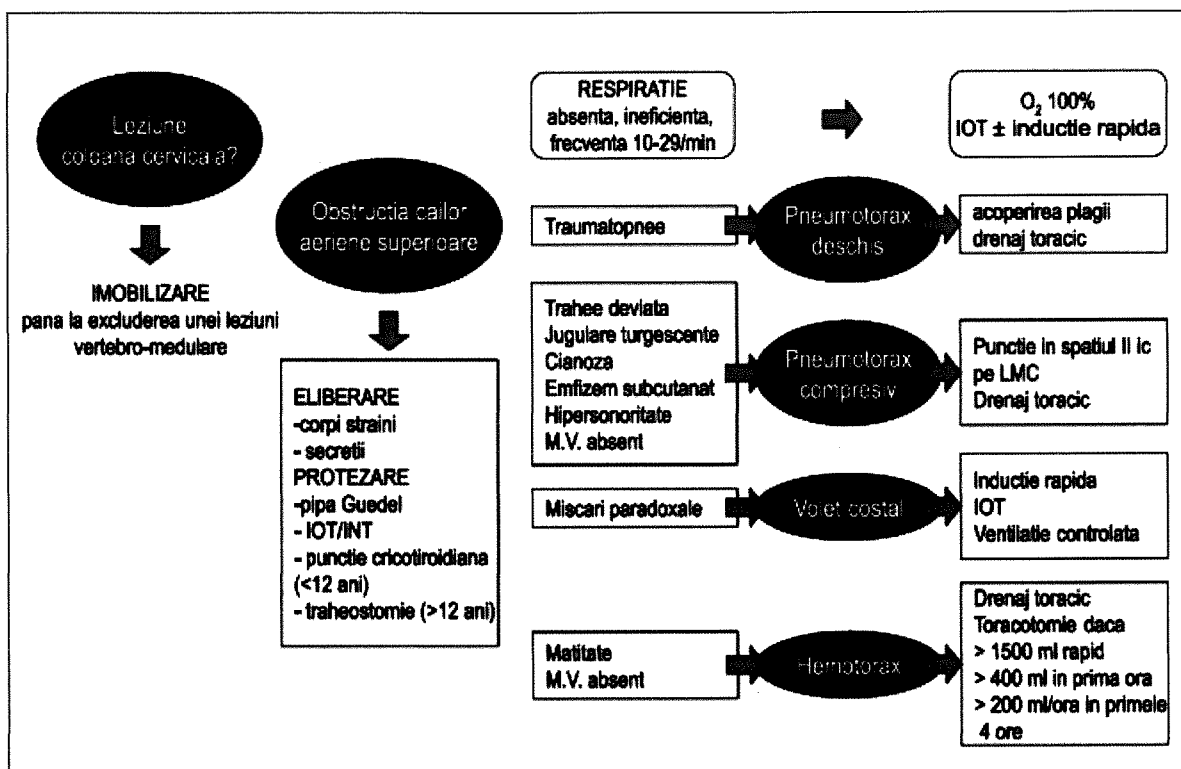 Leziune
coloana cervicala?
IMOBILIZARE
pana la excluderea unei leziuni
vertebro-medulare
Obstructia cailor
aeriene superioare
ELIBERARE
-corpi straini
- secretii
PROTEZARE
-pipa Guedel
- IOT/INT
- punctie cricotiroidiana
(<12 ani)
- traheostomie (>12 ani)
RESPIRATIE
absenta, ineficienta,
frecventa 10-29/min
O₂ 100%
IOT ± inductie rapida
Traumatopnee
Pneumotorax
deschis
acoperirea plagii
drenaj toracic
Trahee deviata
Jugulare turgescente
Cianoza
Emfizem subcutanat
Hipersonoritate
M.V. absent
Pneumotorax
compresiv
Punctie in spatiul II ic
pe LMC
Drenaj toracic
Miscari paradoxale
Volet costal
Inductie rapida
IOT
Ventilatie controlata
Matitate
M.V. absent
Hemotorax
Drenaj toracic
Toracotomie daca
> 1500 ml rapid
> 400 ml in prima ora
> 200 ml/ora in primele
4 ore